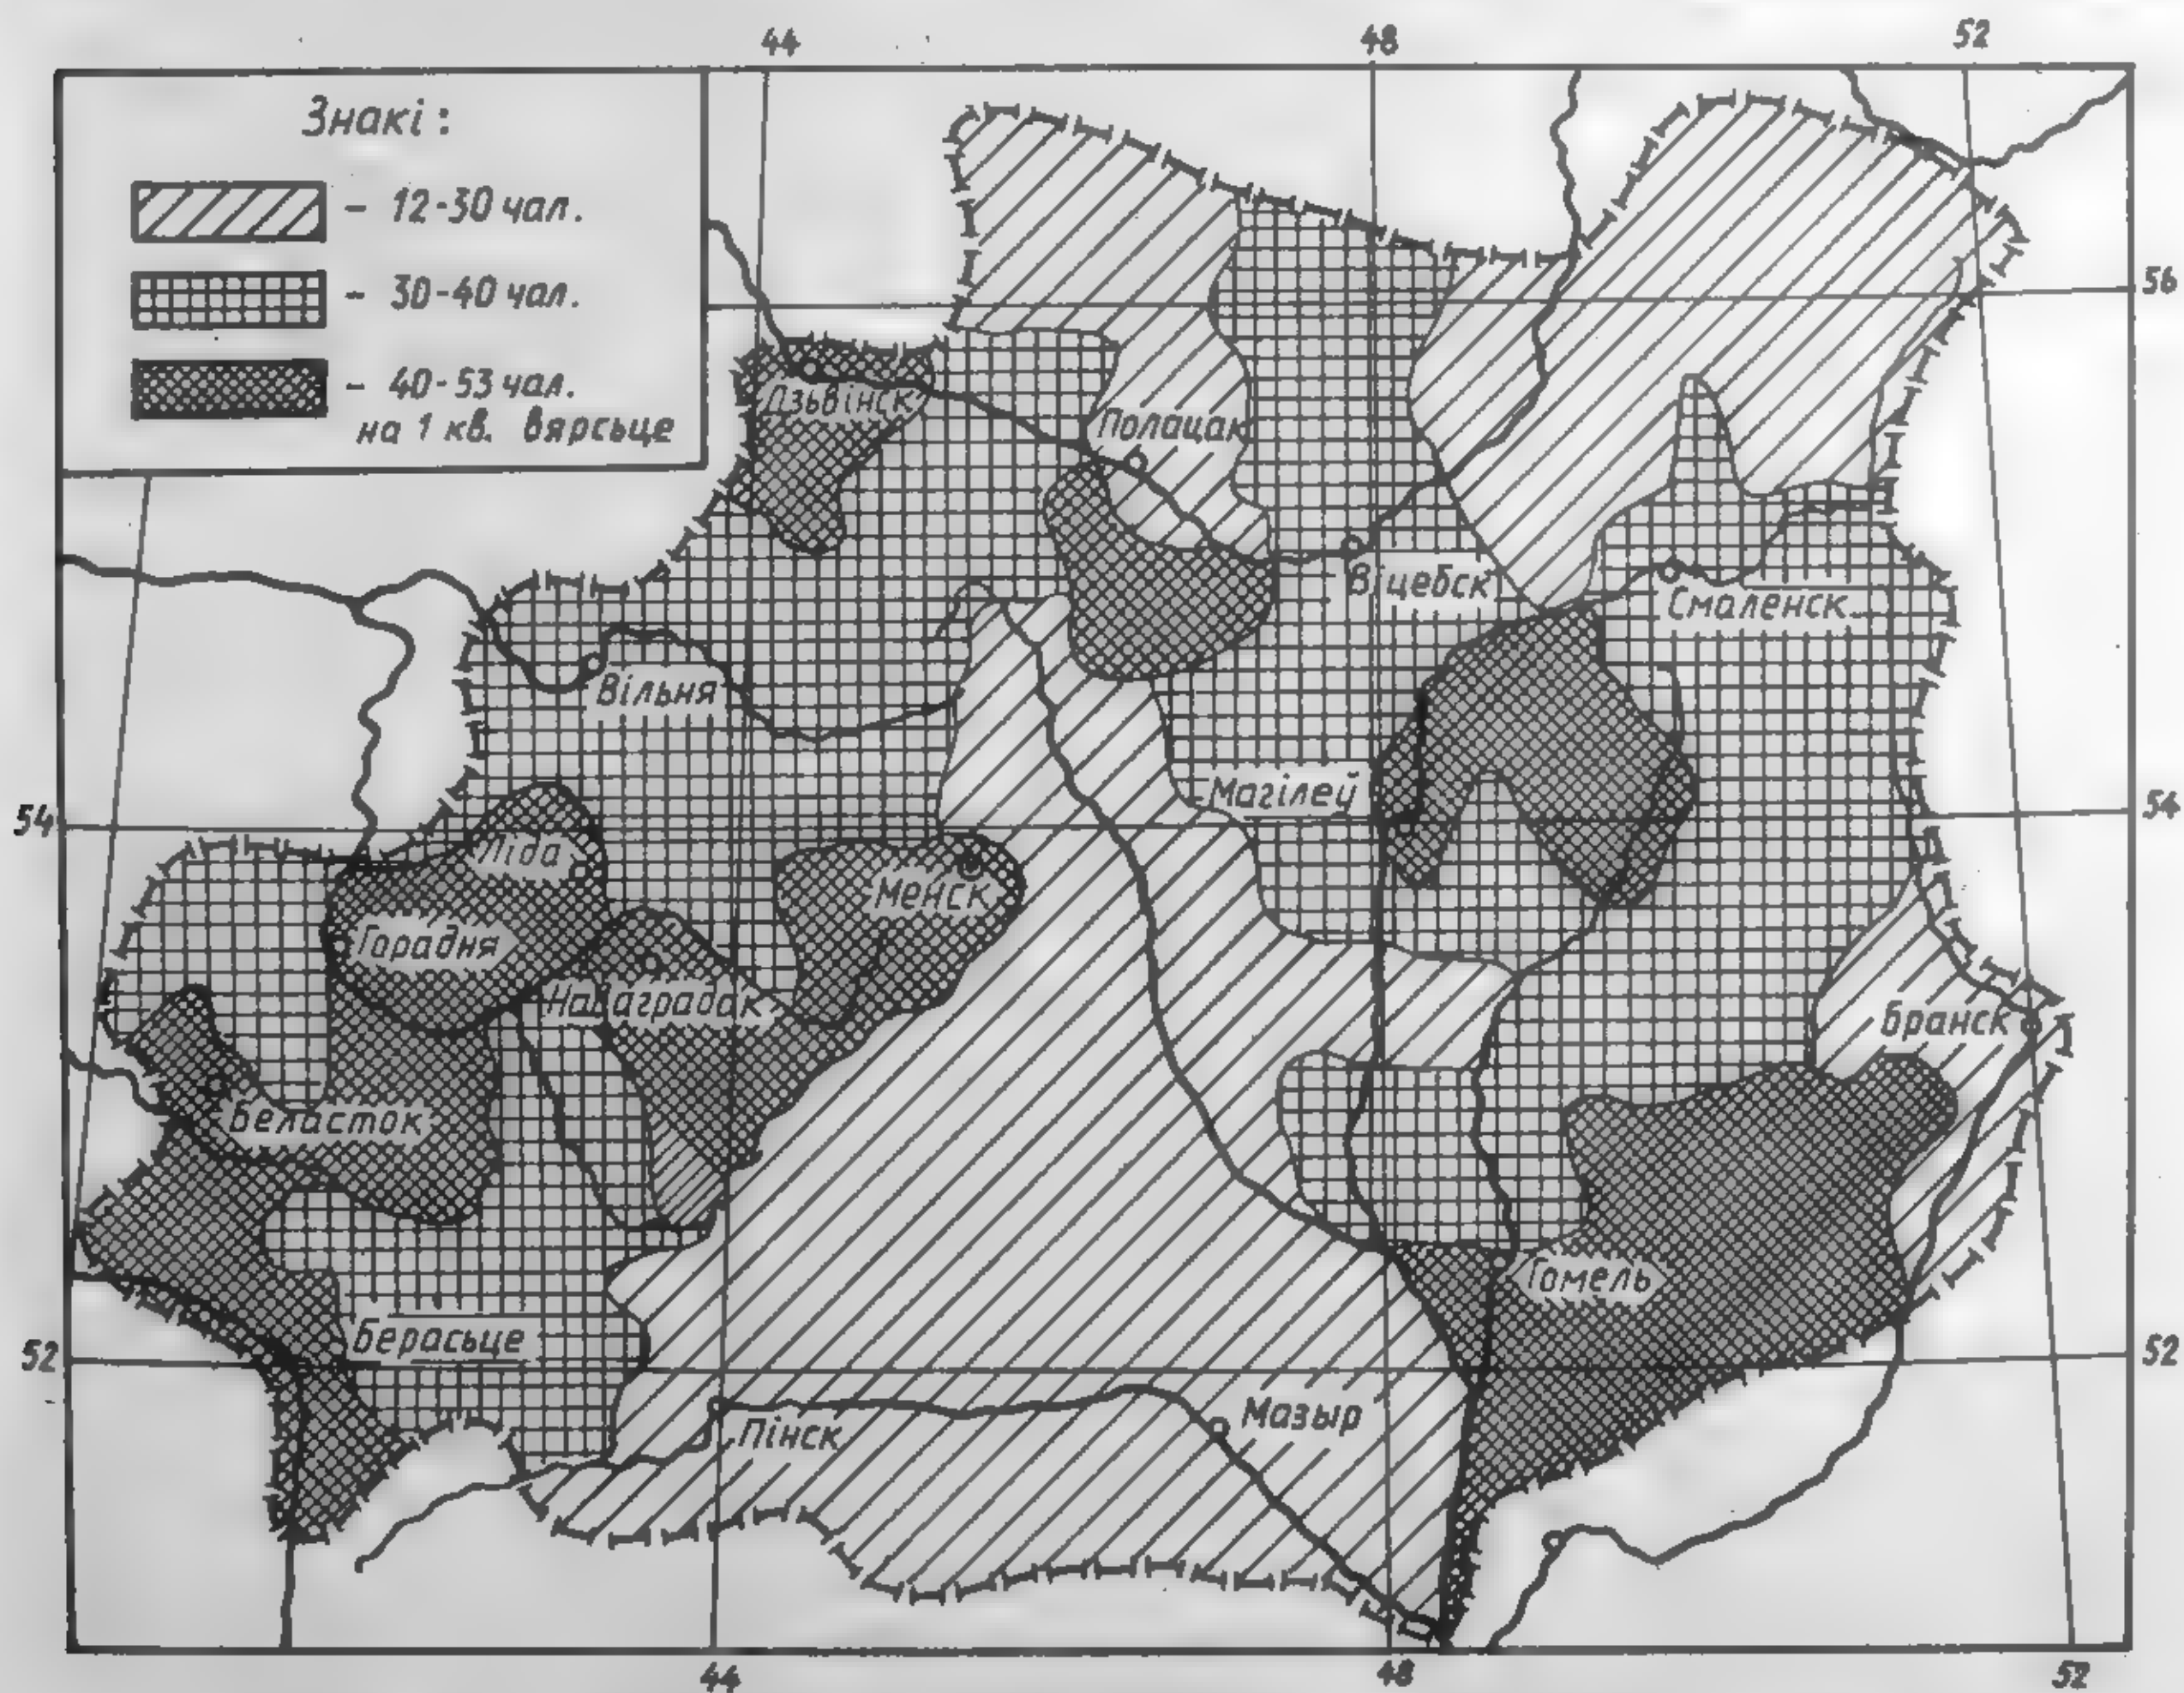 44 48 52
Знакі:
- 12-30 чал.
- 30-40 чал.
- 40-53 чал.
на 1 кв. вярсьце
56
Дзьвінск
Полацак
Віцебск
Смаленск
Вільня
Магілеў
54 54
Ліда
Менск
Горадня
Наваградак
Бранск
Беласток
Гомель
Берасьце
52 52
Мазыр
Пінск
44 48 52